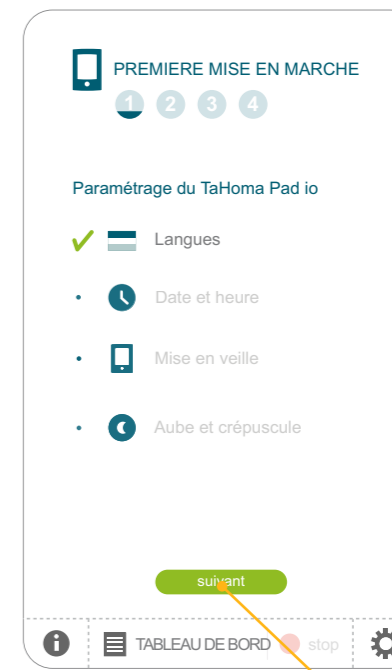 PREMIERE MISE EN MARCHE
1 2 3 4
Paramétrage du TaHoma Pad io
Langues
Date et heure
Mise en veille
Aube et crépuscule
suivant
TABLEAU DE BORD stop